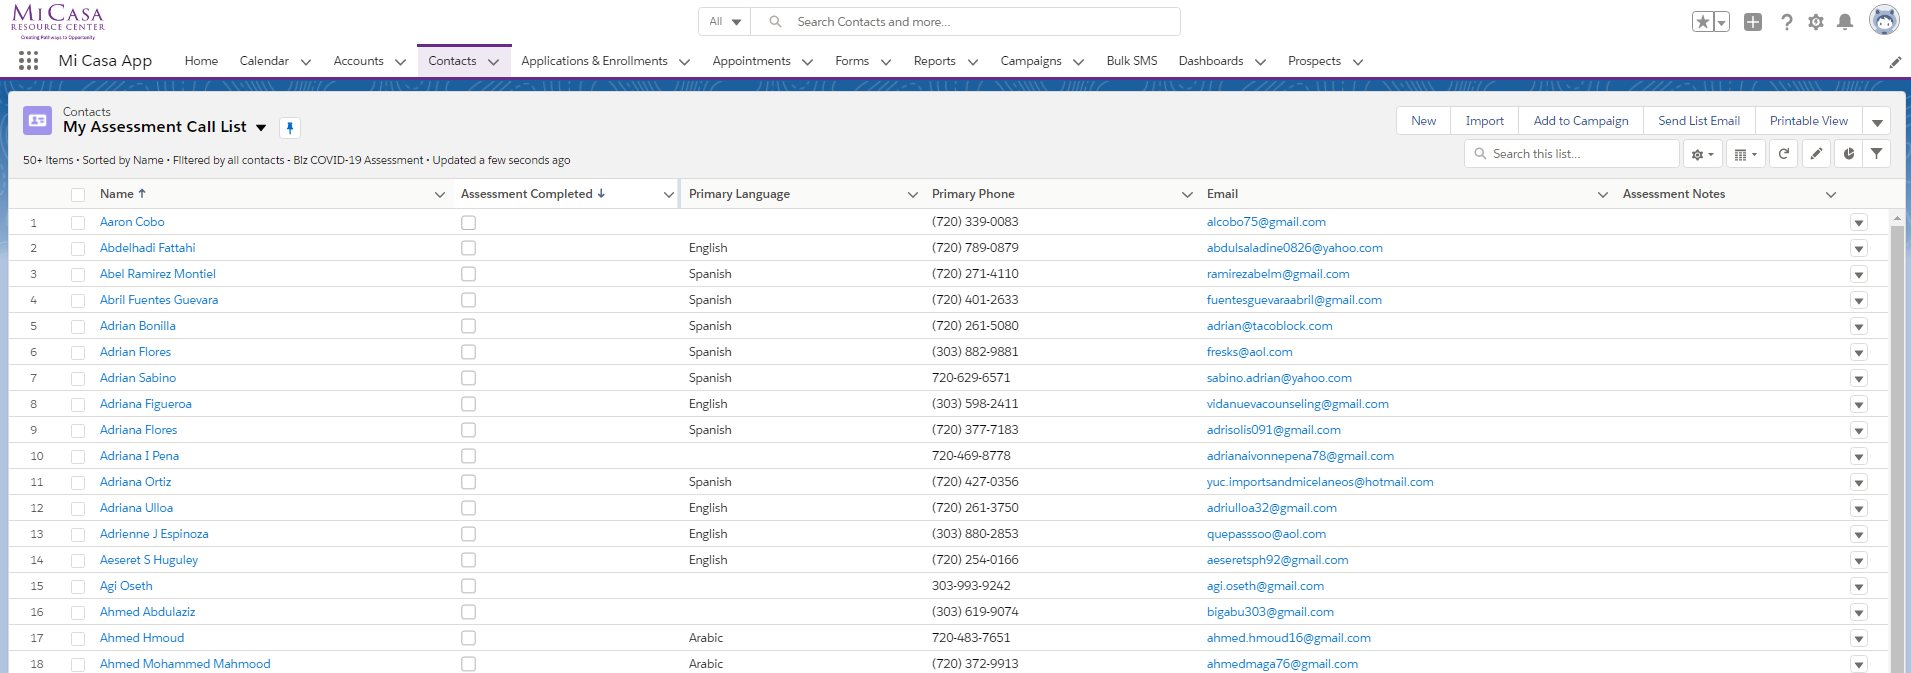 MI CASA
RESOURCE CENTER
Creating Pathways to Opportunity
All Search Contacts and more...
Mi Casa App Home Calendar Accounts Contacts Applications & Enrollments Appointments Forms Reports Campaigns Bulk SMS Dashboards Prospects
Contacts
My Assessment Call List
New Import Add to Campaign Send List Email Printable View
50+ Items • Sorted by Name • Filtered by all contacts - Biz COVID-19 Assessment • Updated a few seconds ago
Search this list...
Name ↑ Assessment Completed ↓ Primary Language Primary Phone Email Assessment Notes
1 Aaron Cobo (720) 339-0083 alcobo75@gmail.com
2 Abdelhadi Fattahi English (720) 789-0879 abdulsaladine0826@yahoo.com
3 Abel Ramirez Montiel Spanish (720) 271-4110 ramirezabelm@gmail.com
4 Abril Fuentes Guevara Spanish (720) 401-2633 fuentesguevaraabril@gmail.com
5 Adrian Bonilla Spanish (720) 261-5080 adrian@tacoblock.com
6 Adrian Flores Spanish (303) 882-9881 fresks@aol.com
7 Adrian Sabino Spanish 720-629-6571 sabino.adrian@yahoo.com
8 Adriana Figueroa English (303) 598-2411 vidanuevacounseling@gmail.com
9 Adriana Flores Spanish (720) 377-7183 adrisolis091@gmail.com
10 Adriana I Pena 720-469-8778 adrianaivonnepena78@gmail.com
11 Adriana Ortiz Spanish (720) 427-0356 yuc.importsandmicelaneos@hotmail.com
12 Adriana Ulloa English (720) 261-3750 adriulloa32@gmail.com
13 Adrienne J Espinoza English (303) 880-2853 quepasssoo@aol.com
14 Aeseret S Huguley English (720) 254-0166 aeseretsph92@gmail.com
15 Agi Oseth 303-993-9242 agi.oseth@gmail.com
16 Ahmed Abdulaziz (303) 619-9074 bigabu303@gmail.com
17 Ahmed Hmoud Arabic 720-483-7651 ahmed.hmoud16@gmail.com
18 Ahmed Mohammed Mahmood Arabic (720) 372-9913 ahmedmaga76@gmail.com